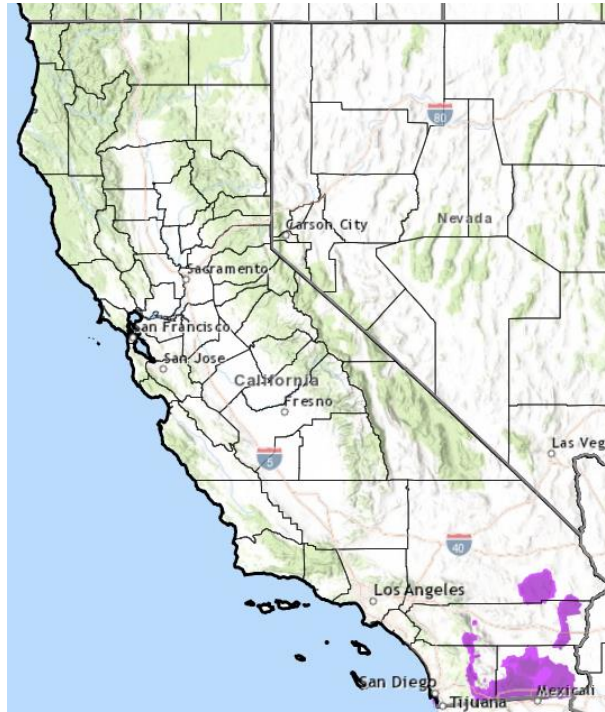 80
Carson City
Nevada
Sacramento
San Francisco
San Jose
California
Fresno
5
Las Veg
40
Los Angeles
San Diego
Mexicali
Tijuana